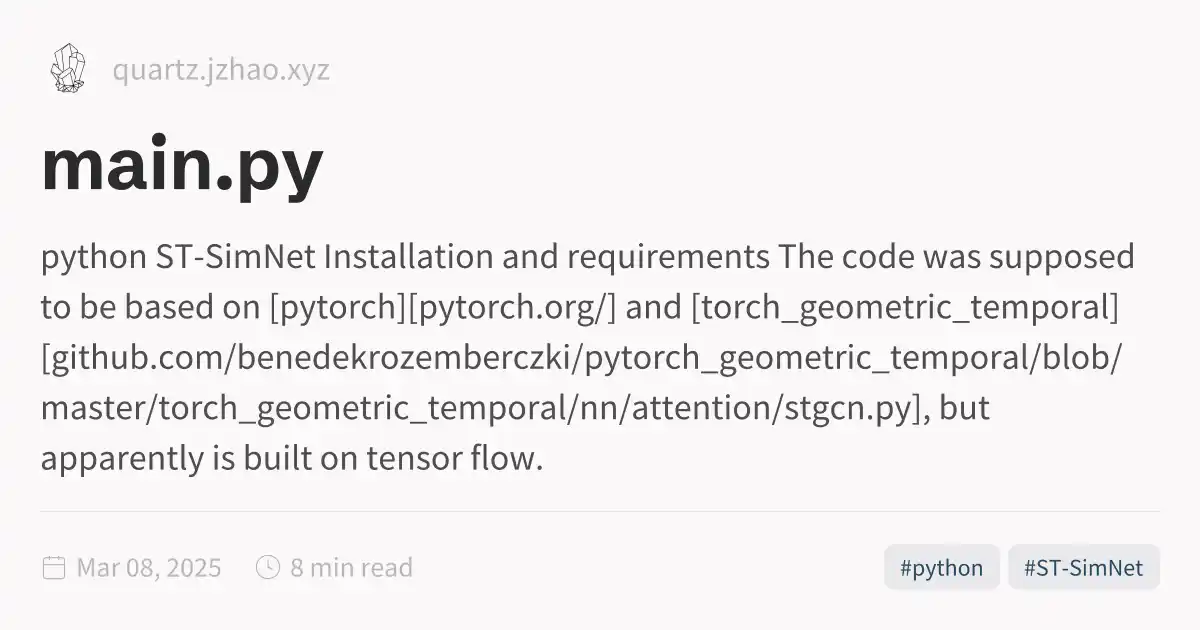 quartz.jzhao.xyz
main.py
python ST-SimNet Installation and requirements The code was supposed
to be based on [pytorch][pytorch.org/] and [torch_geometric_temporal]
[github.com/benedekrozemberczki/pytorch_geometric_temporal/blob/
master/torch_geometric_temporal/nn/attention/stgcn.py], but
apparently is built on tensor flow.
Mar 08, 2025 8 min read #python #ST-SimNet